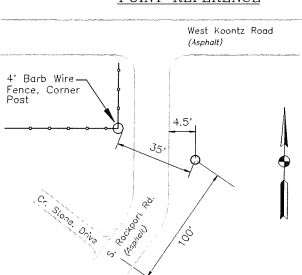 POINT REFERENCE
West Koontz Road
(Asphalt)
4' Barb Wire
Fence, Corner
Post
4.5'
35'
100'
Cr. Stone Drive
S. Rockport Rd.
(Asphalt)